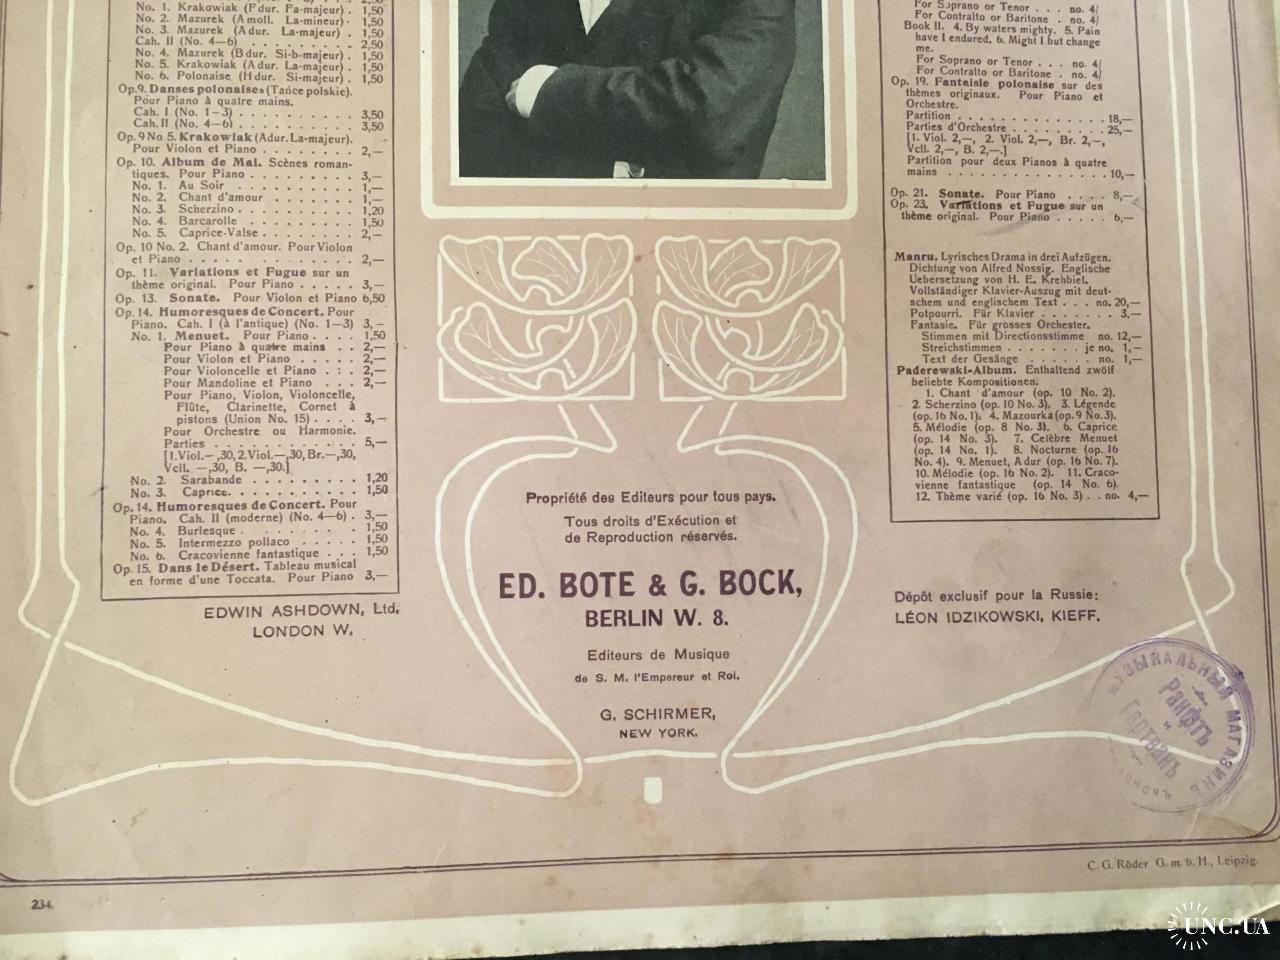 No. 1. Krakowiak (F dur. Fa-majeur) . 1,50
No. 2. Mazurek (A moll. La-mineur) . 1,50
No. 3. Mazurek (A dur. La-majeur) . 1,50
Cah. II (No. 4—6) . . . . . . . . . 2,50
No. 4. Mazurek (B dur. Si-b-majeur) . 1,50
No. 5. Krakowiak (A dur. La-majeur) . 1,50
No. 6. Polonaise (H dur. Si-majeur) . 1,50
Op. 9. Danses polonaises (Tańce polskie).
Pour Piano à quatre mains.
Cah. I (No. 1—3) . . . . . . . . . . 3,50
Cah. II (No. 4—6) . . . . . . . . . . 3,50
Op. 9 No. 5. Krakowiak (A dur. La-majeur).
Pour Violon et Piano . . . . . . . . 2,—
Op. 10. Album de Mai. Scènes roman-
tiques. Pour Piano . . . . . . . . . 3,—
No. 1. Au Soir . . . . . . . . . . . 1,—
No. 2. Chant d'amour . . . . . . . . 1,—
No. 3. Scherzino . . . . . . . . . . 1,20
No. 4. Barcarolle . . . . . . . . . . 1,50
No. 5. Caprice-Valse . . . . . . . . 2,—
Op. 10 No. 2. Chant d'amour. Pour Violon
et Piano . . . . . . . . . . . . . . 2,—
Op. 11. Variations et Fugue sur un
thème original. Pour Piano . . . . . 3,—
Op. 13. Sonate. Pour Violon et Piano 6,50
Op. 14. Humoresques de Concert. Pour
Piano. Cah. I (à l'antique) (No. 1—3) 3,—
No. 1. Menuet. Pour Piano . . . . . 1,50
Pour Piano à quatre mains . . 2,—
Pour Violon et Piano . . . . . 2,—
Pour Violoncelle et Piano . : . 2,—
Pour Mandoline et Piano . . . 2,—
Pour Piano, Violon, Violoncelle,
Flûte, Clarinette, Cornet à
pistons (Union No. 15) . . . . 3,—
Pour Orchestre ou Harmonie.
Parties . . . . . . . . . . . . 5,—
[1. Viol.—,30, 2. Viol.—,30, Br.—,30,
Vcll. —,30, B. —,30.]
No. 2. Sarabande . . . . . . . . . 1,20
No. 3. Caprice. . . . . . . . . . . 1,50
Op. 14. Humoresques de Concert. Pour
Piano. Cah. II (moderne) (No. 4—6) . 3,—
No. 4. Burlesque . . . . . . . . . . 1,50
No. 5. Intermezzo pollaco . . . . . 1,50
No. 6. Cracovienne fantastique . . . 1,50
Op. 15. Dans le Désert. Tableau musical
en forme d'une Toccata. Pour Piano 3,—
EDWIN ASHDOWN, Ltd.
LONDON W.
Propriété des Editeurs pour tous pays.
Tous droits d'Exécution et
de Reproduction réservés.
ED. BOTE & G. BOCK,
BERLIN W. 8.
Editeurs de Musique
de S. M. l'Empereur et Roi.
G. SCHIRMER,
NEW YORK.
For Soprano or Tenor . . . no. 4/
For Contralto or Baritone . no. 4/
Book II. 4. By waters mighty. 5. Pain
have I endured. 6. Might I but change
me.
For Soprano or Tenor . . . no. 4/
For Contralto or Baritone . no. 4/
Op. 19. Fantaisie polonaise sur des
thèmes originaux. Pour Piano et
Orchestre.
Partition . . . . . . . . . . . . . 18,—
Parties d'Orchestre . . . . . . . . 25,—
[1. Viol. 2,—, 2. Viol. 2,—, Br. 2,—,
Vcll. 2,—, B. 2,—.]
Partition pour deux Pianos à quatre
mains . . . . . . . . . . . . . . . 10,—
Op. 21. Sonate. Pour Piano . . . . 8,—
Op. 23. Variations et Fugue sur un
thème original. Pour Piano . . . . . 6,—
Manru. Lyrisches Drama in drei Aufzügen.
Dichtung von Alfred Nossig. Englische
Uebersetzung von H. E. Krehbiel.
Vollständiger Klavier-Auszug mit deut-
schem und englischem Text . . . no. 20,—
Potpourri. Für Klavier . . . . . . . 3,—
Fantasie. Für grösses Orchester.
Stimmen mit Directionsstimme no. 12,—
Streichstimmen . . . . . . . je no. 1,—
Text der Gesänge . . . . . . no. 1,—
Paderewski-Album. Enthaltend zwölf
beliebte Kompositionen.
1. Chant d'amour (op. 10 No. 2).
2. Scherzino (op. 10 No. 3). 3. Légende
(op. 16 No. 1). 4. Mazourka (op. 9 No. 3).
5. Mélodie (op. 8 No. 3). 6. Caprice
(op. 14 No. 3). 7. Celèbre Menuet
(op. 14 No. 1). 8. Nocturne (op. 16
No. 4). 9. Menuet, A dur (op. 16 No. 7).
10. Mélodie (op. 16 No. 2). 11. Craco-
vienne fantastique (op. 14 No. 6).
12. Thème varié (op. 16 No. 3) . . no. 4,—
Dépôt exclusif pour la Russie:
LÉON IDZIKOWSKI, KIEFF.
МУЗЫКАЛЬНЫЙ МАГАЗИНЪ
Ранфтъ
и
Гартванъ
C. G. Röder G. m. b. H., Leipzig.
234.
UNC.UA